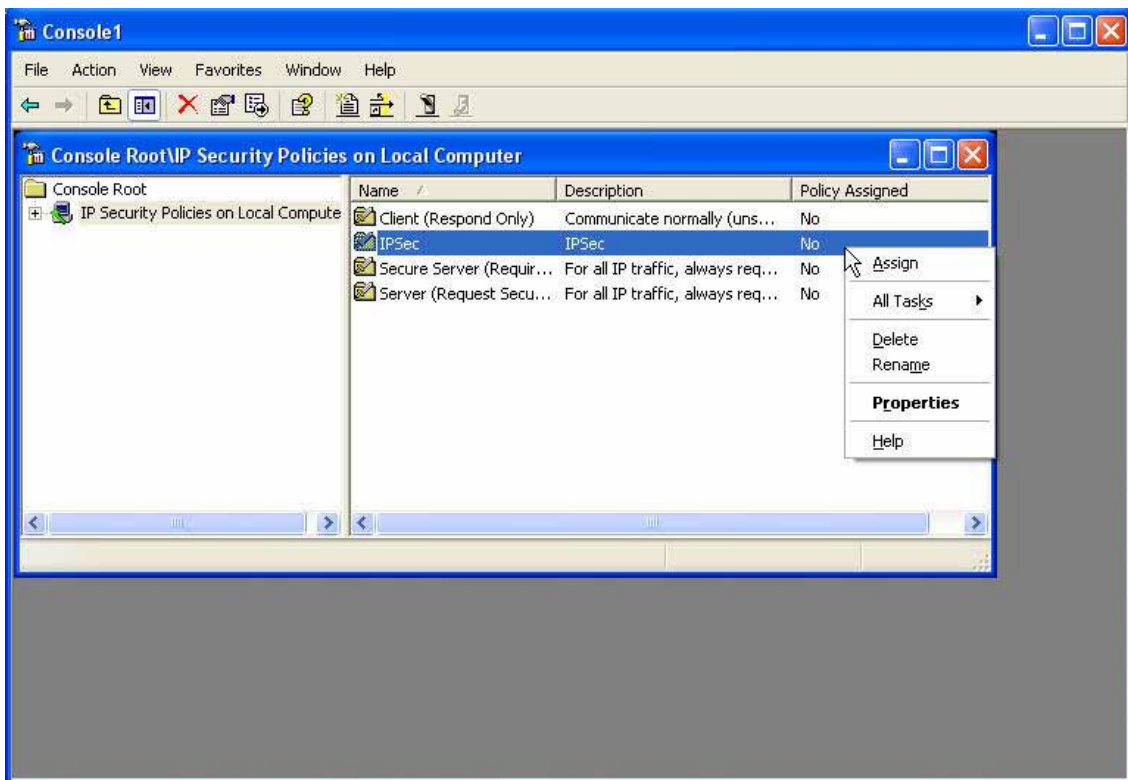 Console1
File Action View Favorites Window Help
Console Root\IP Security Policies on Local Computer
Console Root
IP Security Policies on Local Compute
Name Description Policy Assigned
Client (Respond Only) Communicate normally (uns... No
IPSec IPSec No
Secure Server (Requir... For all IP traffic, always req... No
Server (Request Secu... For all IP traffic, always req... No
Assign
All Tasks
Delete
Rename
Properties
Help